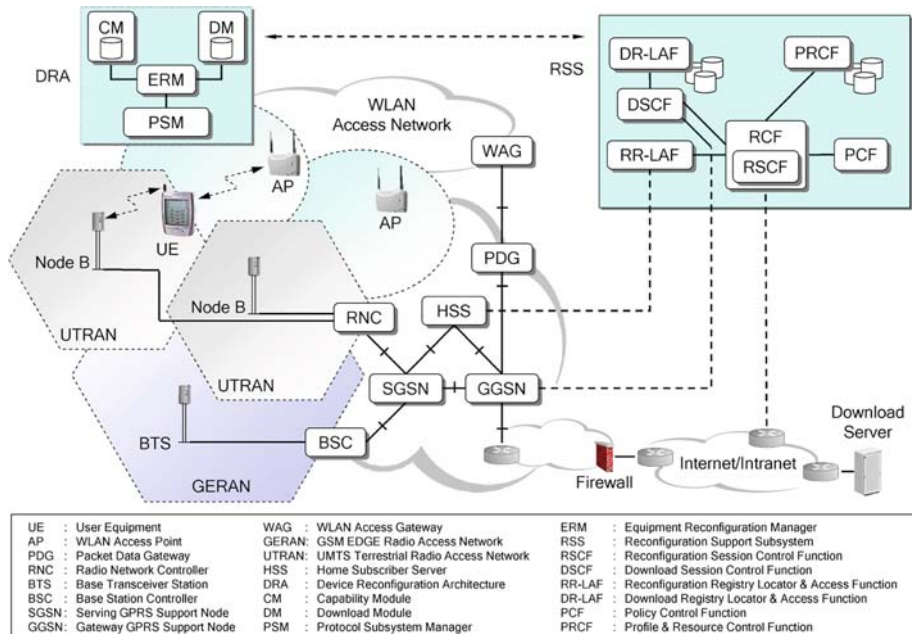 CM
DM
DRA
ERM
PSM
RSS
DR-LAF
PRCF
DSCF
RCF
RR-LAF
RSCF
PCF
WLAN
Access Network
WAG
AP
AP
UE
Node B
PDG
Node B
RNC
HSS
UTRAN
UTRAN
SGSN
GGSN
BTS
BSC
GERAN
Firewall
Internet/Intranet
Download
Server
UE : User Equipment
AP : WLAN Access Point
PDG : Packet Data Gateway
RNC : Radio Network Controller
BTS : Base Transceiver Station
BSC : Base Station Controller
SGSN: Serving GPRS Support Node
GGSN: Gateway GPRS Support Node
WAG : WLAN Access Gateway
GERAN: GSM EDGE Radio Access Network
UTRAN: UMTS Terrestrial Radio Access Network
HSS : Home Subscriber Server
DRA : Device Reconfiguration Architecture
CM : Capability Module
DM : Download Module
PSM : Protocol Subsystem Manager
ERM : Equipment Reconfiguration Manager
RSS : Reconfiguration Support Subsystem
RSCF : Reconfiguration Session Control Function
DSCF : Download Session Control Function
RR-LAF : Reconfiguration Registry Locator & Access Function
DR-LAF : Download Registry Locator & Access Function
PCF : Policy Control Function
PRCF : Profile & Resource Control Function